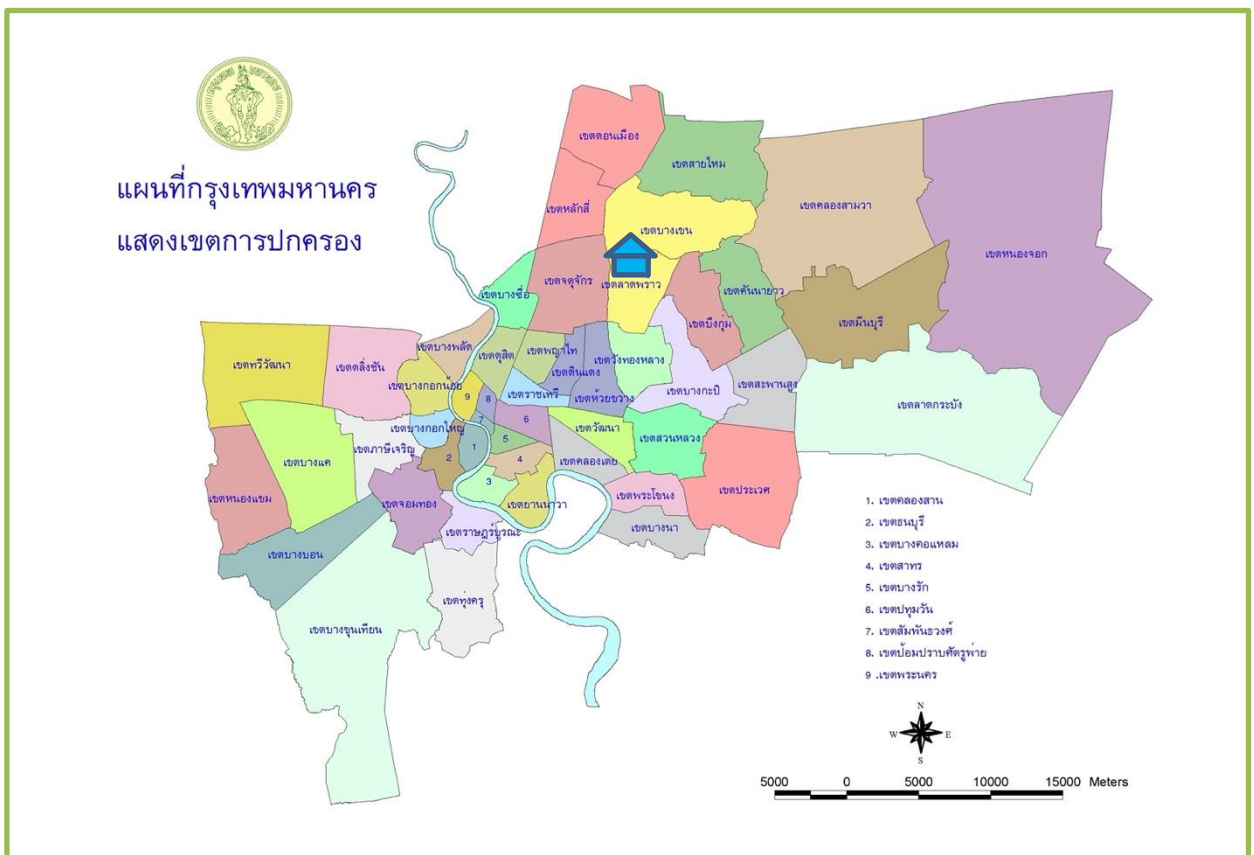 แผนที่กรุงเทพมหานคร
แสดงเขตการปกครอง
เขตดอนเมือง
เขตสายไหม
เขตหลักสี่
เขตบางเขน
เขตคลองสามวา
เขตหนองจอก
เขตจตุจักร
เขตลาดพราว
เขตบางซื่อ
เขตบึงกุ่ม
เขตคันนายาว
เขตมีนบุรี
เขตทวีวัฒนา
เขตตลิ่งชัน
เขตบางพลัด
เขตดุสิต
เขตพญาไท
เขตวังทองหลาง
เขตดินแดง
เขตบางกอกน้อย
เขตราชเทวี
เขตห้วยขวาง
เขตบางกะปิ
เขตสะพานสูง
เขตลาดกระบัง
9
8
7
6
5
1
2
4
3
เขตบางกอกใหญ่
เขตวัฒนา
เขตสวนหลวง
เขตภาษีเจริญ
เขตบางแค
เขตคลองเตย
เขตหนองแขม
เขตจอมทอง
เขตยานนาวา
เขตพระโขนง
เขตประเวศ
เขตราษฎร์บูรณะ
เขตบางนา
เขตบางบอน
เขตทุ่งครุ
เขตบางขุนเทียน
1. เขตคลองสาน
2. เขตธนบุรี
3. เขตบางคอแหลม
4. เขตสาทร
5. เขตบางรัก
6. เขตปทุมวัน
7. เขตสัมพันธวงศ์
8. เขตป้อมปราบศัตรูพ่าย
9 .เขตพระนคร
N
W E
S
5000 0 5000 10000 15000 Meters